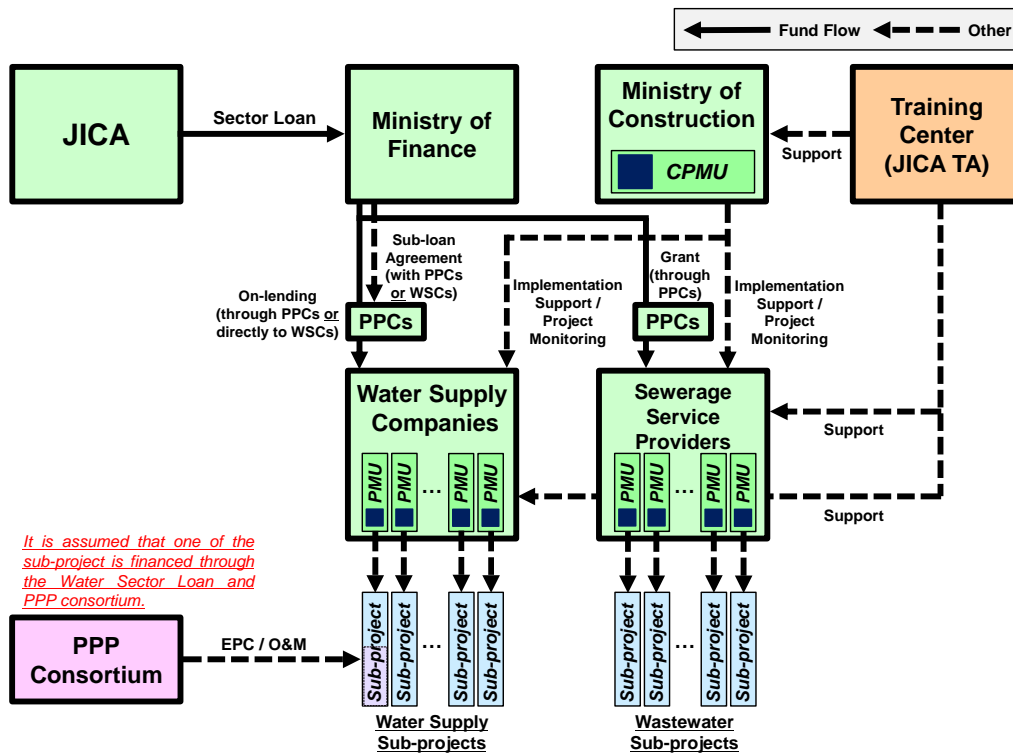 Fund Flow
Other
JICA
Sector Loan
Ministry of
Finance
Ministry of
Construction
CPMU
Support
Training
Center
(JICA TA)
Sub-loan
Agreement
(with PPCs
or WSCs)
On-lending
(through PPCs or
directly to WSCs)
PPCs
Implementation
Support /
Project
Monitoring
Grant
(through
PPCs)
PPCs
Implementation
Support /
Project
Monitoring
Water Supply
Companies
PMU
PMU
...
PMU
PMU
Sewerage
Service
Providers
PMU
PMU
...
PMU
PMU
Support
Support
It is assumed that one of the
sub-project is financed through
the Water Sector Loan and
PPP consortium.
PPP
Consortium
EPC / O&M
Sub-project
Sub-project
...
Sub-project
Sub-project
Water Supply
Sub-projects
Sub-project
Sub-project
...
Sub-project
Sub-project
Wastewater
Sub-projects